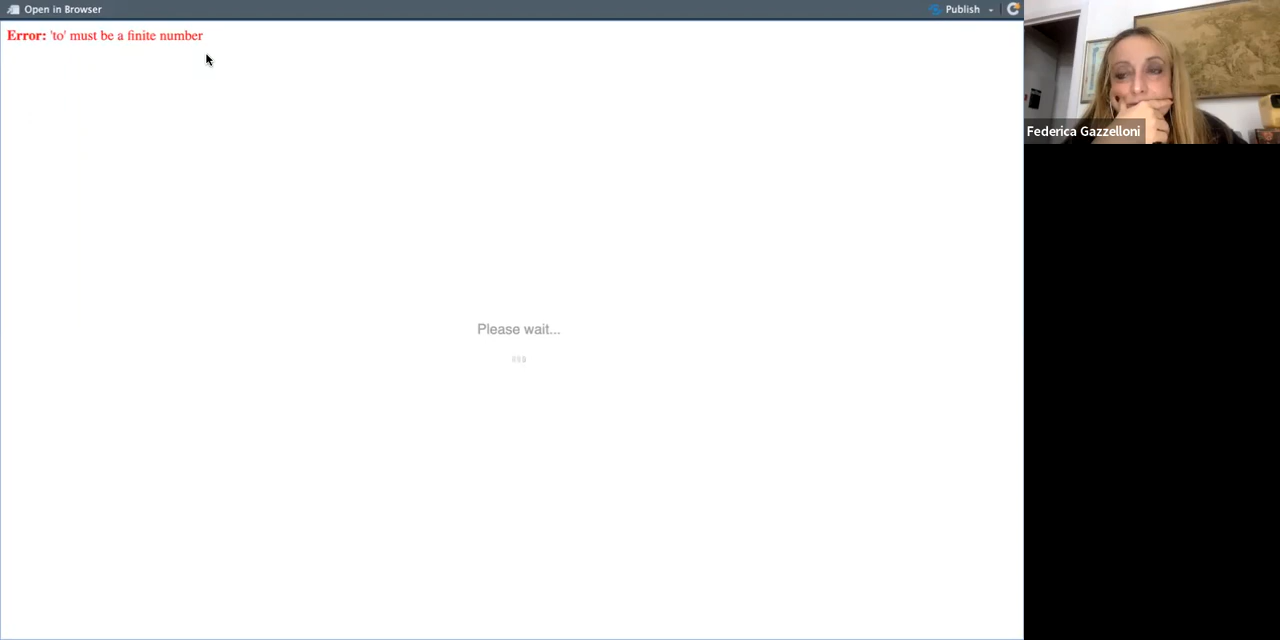 Open in Browser
Publish
Error: 'to' must be a finite number
Please wait...
Federica Gazzelloni